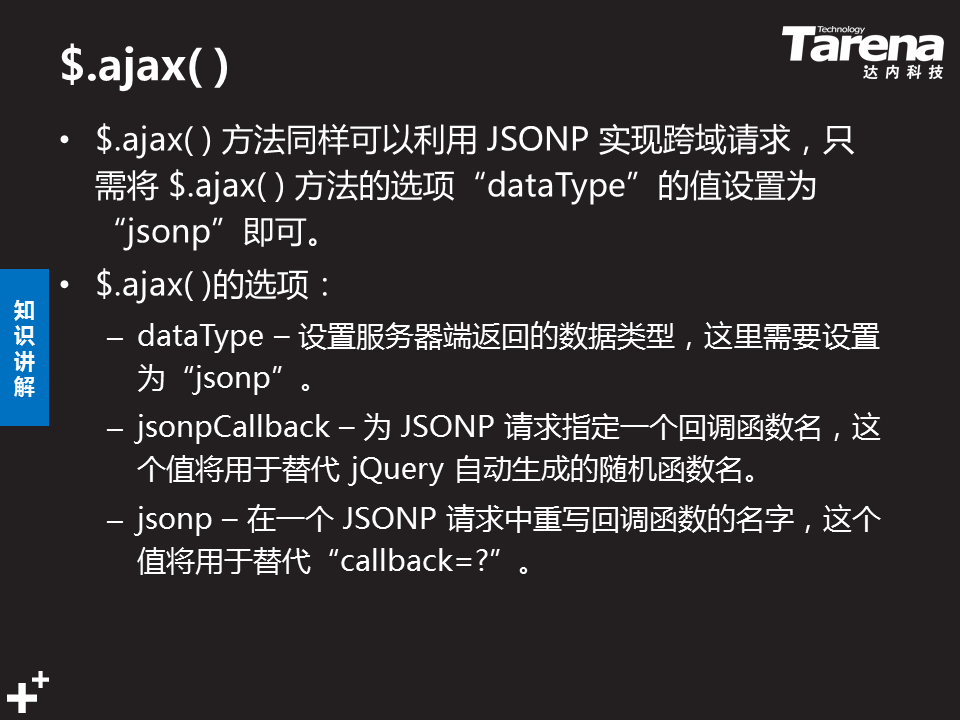 $.ajax( )
Technology
Tarena
达内科技
• $.ajax( ) 方法同样可以利用 JSONP 实现跨域请求，只
需将 $.ajax( ) 方法的选项“dataType”的值设置为
“jsonp”即可。
• $.ajax( )的选项：
– dataType – 设置服务器端返回的数据类型，这里需要设置
为“jsonp”。
– jsonpCallback – 为 JSONP 请求指定一个回调函数名，这
个值将用于替代 jQuery 自动生成的随机函数名。
– jsonp – 在一个 JSONP 请求中重写回调函数的名字，这个
值将用于替代“callback=?”。
知
识
讲
解